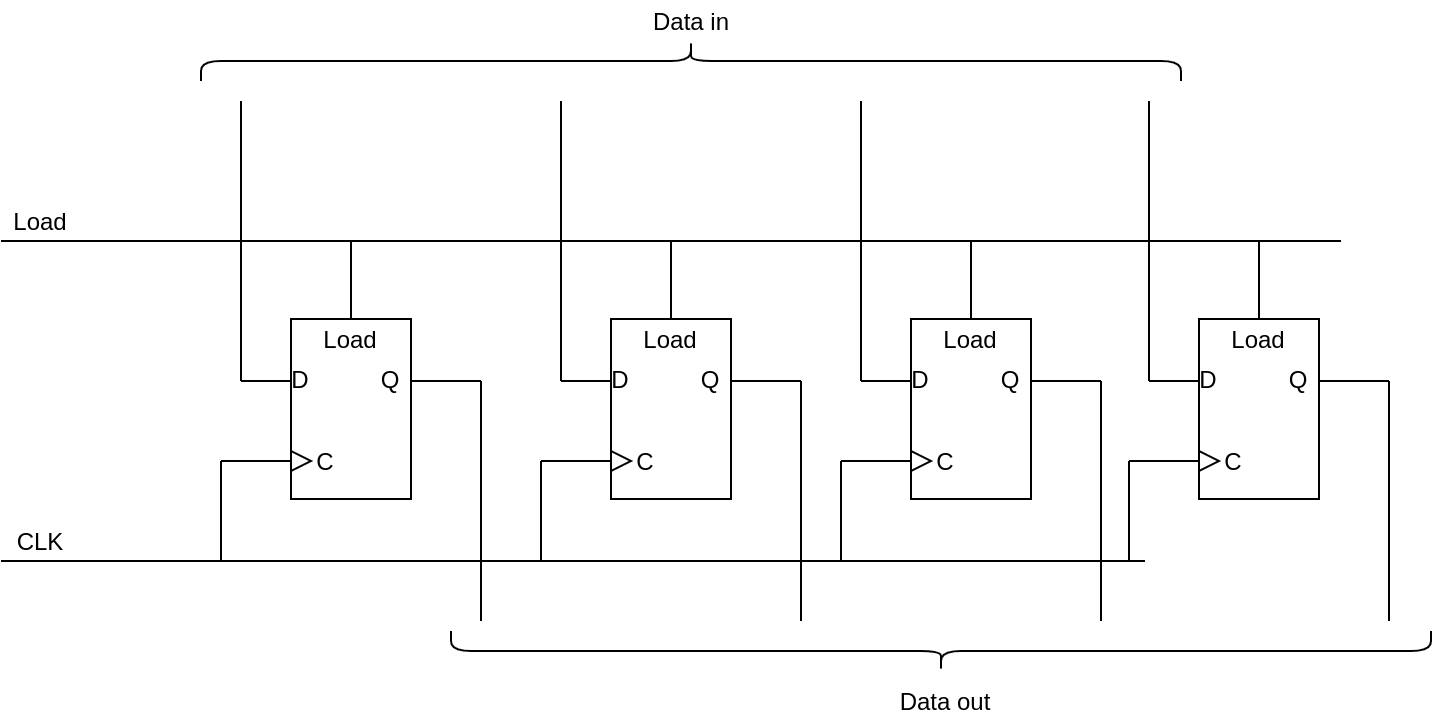 Data in
Load
Load Load Load Load
D Q D Q D Q D Q
C C C C
CLK
Data out